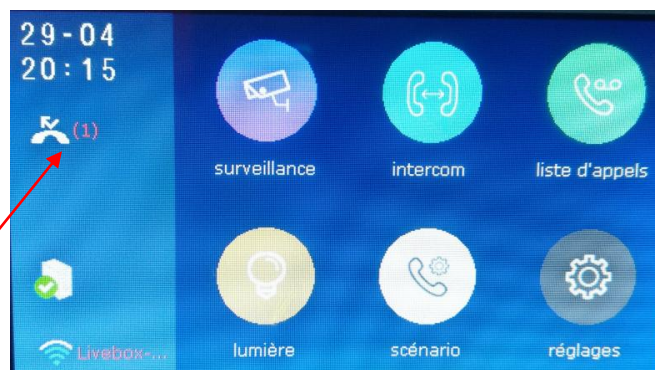 29-04
20:15
(1)
surveillance
intercom
liste d'appels
lumière
scénario
réglages
Livebox-...